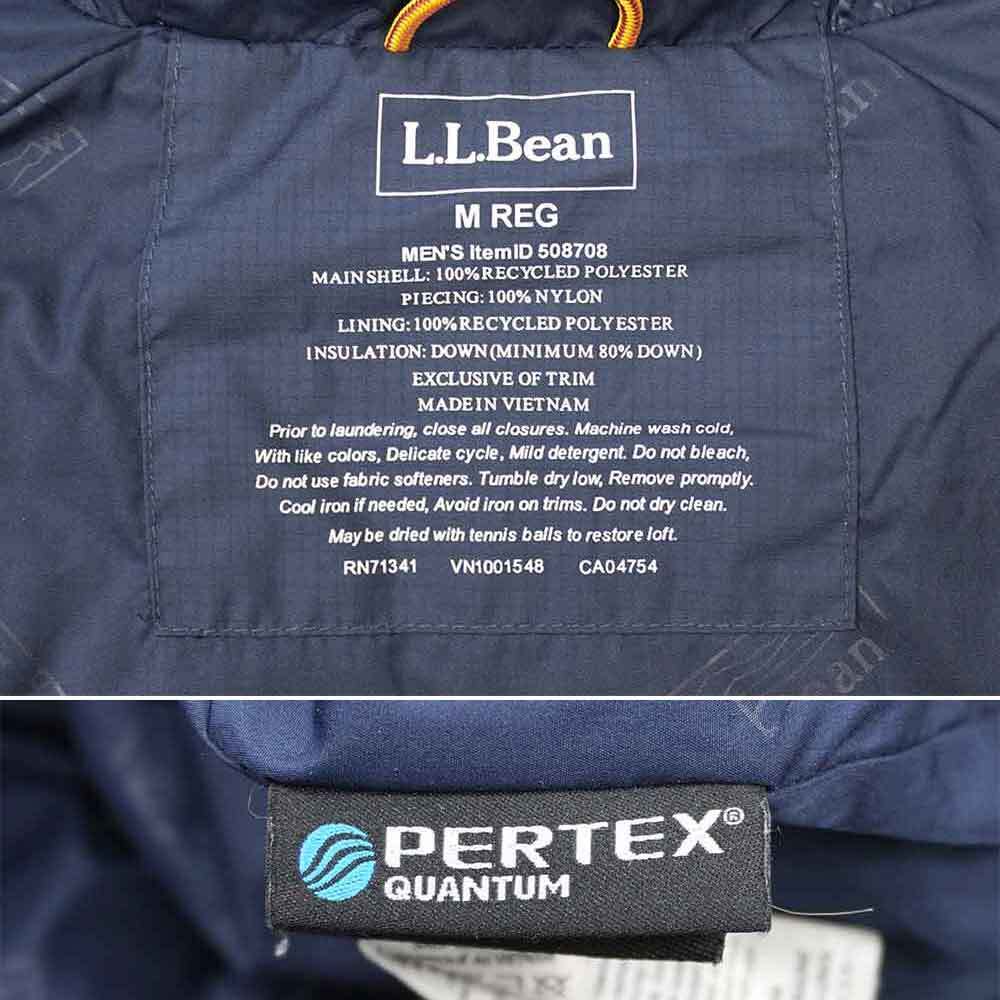 L.L.Bean
M REG
MEN'S ItemID 508708
MAIN SHELL: 100% RECYCLED POLYESTER
PIECING: 100% NYLON
LINING: 100% RECYCLED POLYESTER
INSULATION: DOWN (MINIMUM 80% DOWN)
EXCLUSIVE OF TRIM
MADE IN VIETNAM
Prior to laundering, close all closures. Machine wash cold,
With like colors, Delicate cycle, Mild detergent. Do not bleach,
Do not use fabric softeners. Tumble dry low, Remove promptly.
Cool iron if needed, Avoid iron on trims. Do not dry clean.
May be dried with tennis balls to restore loft.
RN71341 VN1001548 CA04754
ean
ean
PERTEX®
QUANTUM